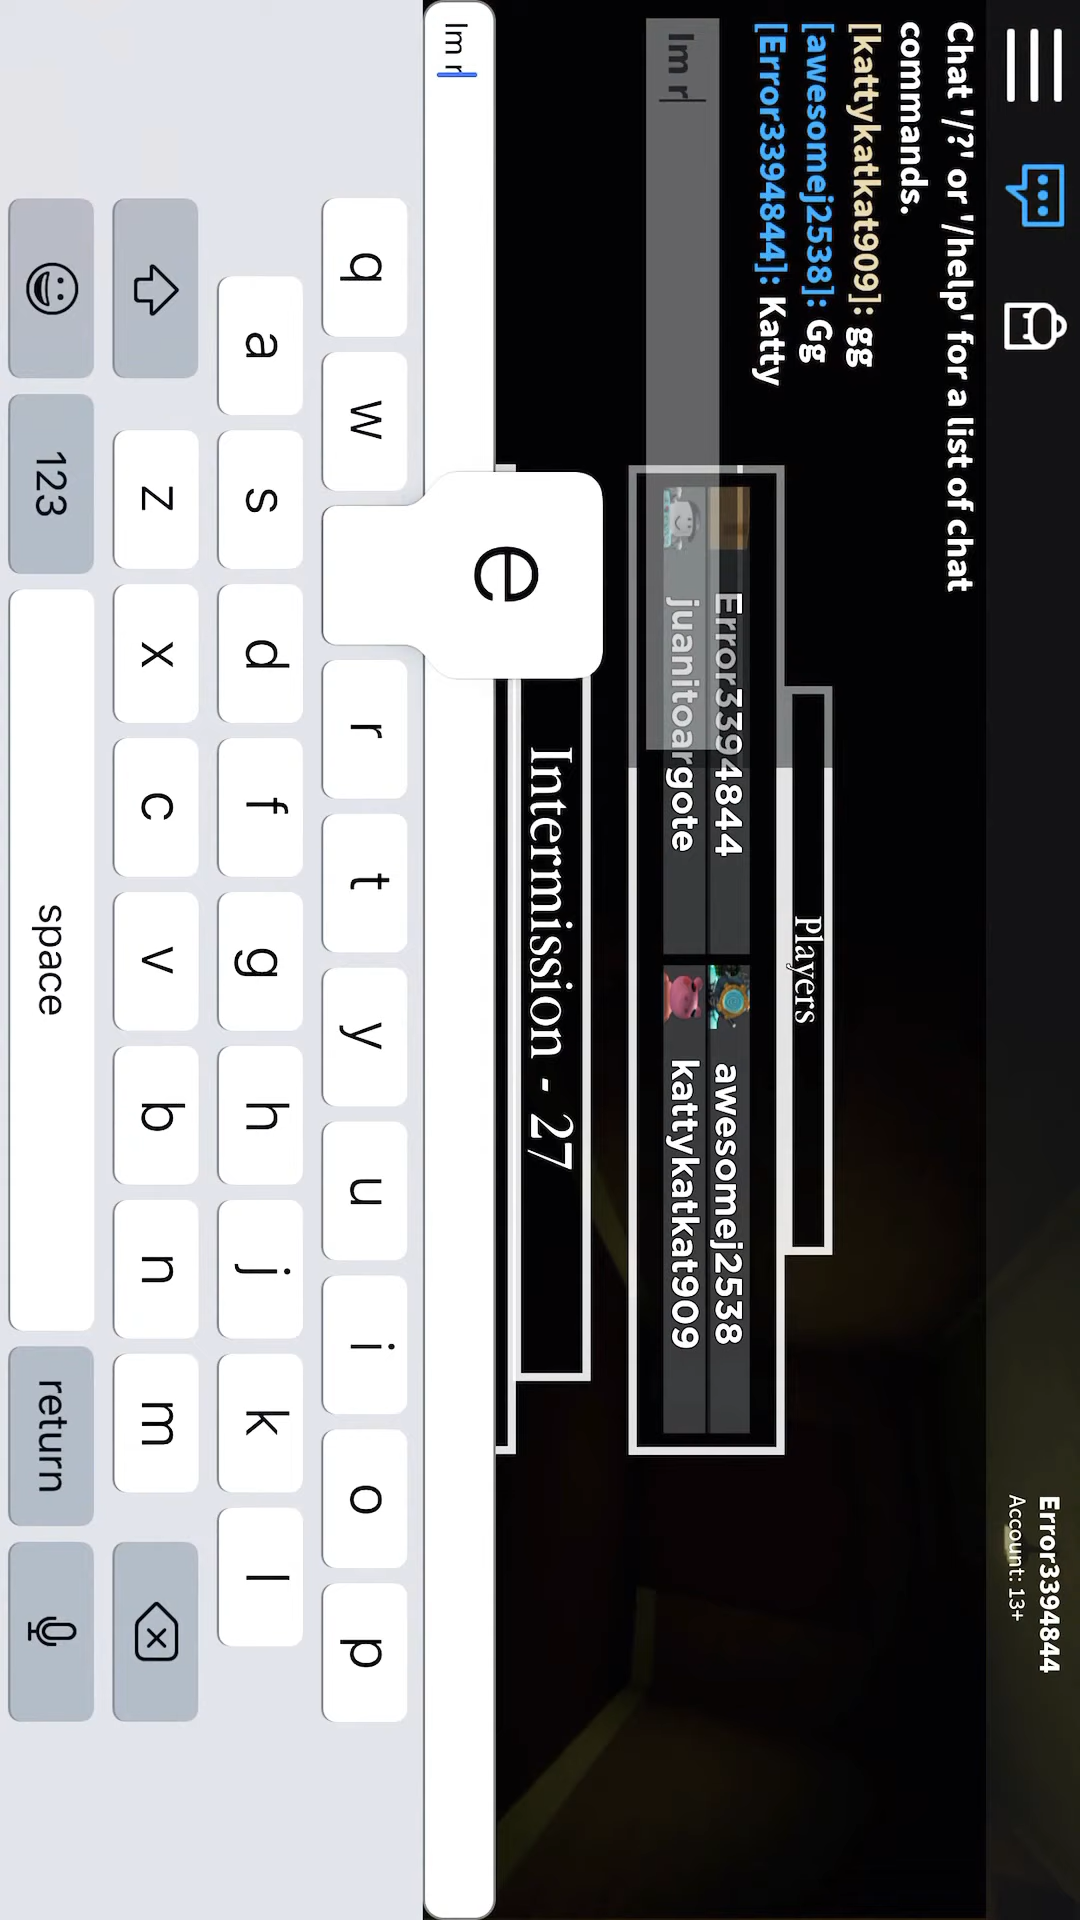 Error3394844
Account: 13+
Chat '/?' or '/help' for a list of chat
commands.
[kattykatkat909]: gg
[awesomej2538]: Gg
[Error3394844]: Katty
Im r
Players
Error3394844 awesomej2538
juanitoargote kattykatkat909
Intermission - 27
Im r
q w e r t y u i o p
a s d f g h j k l
z x c v b n m
123 space return